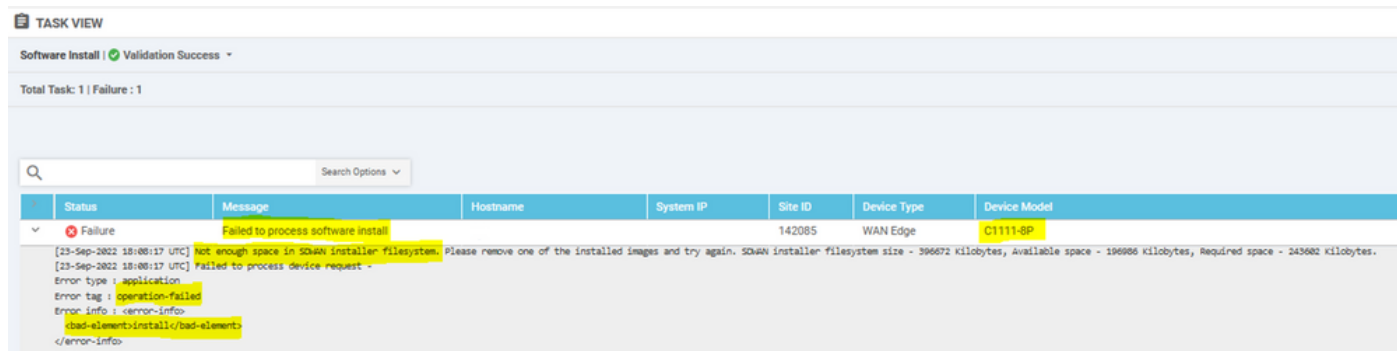 TASK VIEW
Software Install | Validation Success
Total Task: 1 | Failure : 1
Search Options
Status Message Hostname System IP Site ID Device Type Device Model
Failure Failed to process software install 142085 WAN Edge C1111-8P
[23-Sep-2022 18:08:17 UTC] Not enough space in SDWAN installer filesystem. Please remove one of the installed images and try again. SDWAN installer filesystem size - 396672 Kilobytes, Available space - 196986 Kilobytes, Required space - 243602 Kilobytes.
[23-Sep-2022 18:08:17 UTC] Failed to process device request -
Error type : application
Error tag : operation-failed
Error info : <error-info>
<bad-element>install</bad-element>
</error-info>